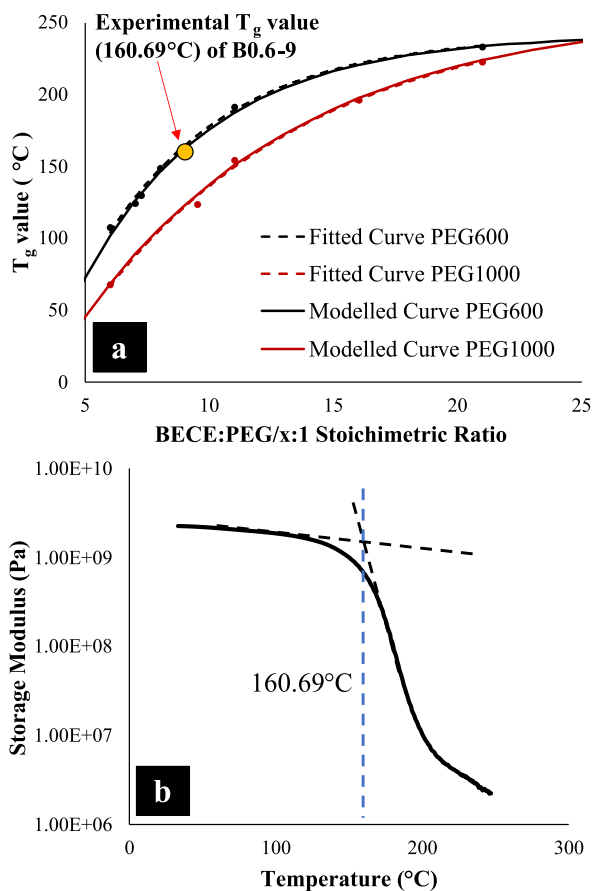 Experimental Tg value
(160.69°C) of B0.6-9
250
200
150
100
50
0
Tg value ( °C)
Fitted Curve PEG600
Fitted Curve PEG1000
Modelled Curve PEG600
Modelled Curve PEG1000
a
5
10
15
20
25
BECE:PEG/x:1 Stoichimetric Ratio
1.00E+10
1.00E+09
1.00E+08
1.00E+07
1.00E+06
Storage Modulus (Pa)
160.69°C
b
0
100
200
300
Temperature (°C)